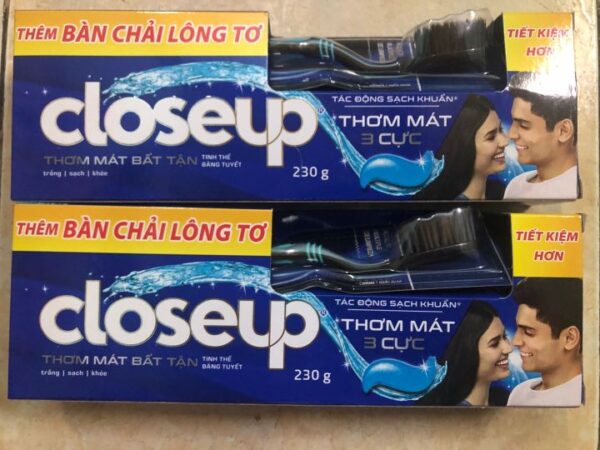 THÊM BÀN CHẢI LÔNG TƠ
TIẾT KIỆM
HƠN
closeup
THƠM MÁT BẤT TẬN
TINH THỂ
BĂNG TUYẾT
trắng | sạch | khỏe
230 g
TÁC ĐỘNG SẠCH KHUẨN*
THƠM MÁT
3 CỰC
THÊM BÀN CHẢI LÔNG TƠ
TIẾT KIỆM
HƠN
closeup
THƠM MÁT BẤT TẬN
TINH THỂ
BĂNG TUYẾT
trắng | sạch | khỏe
230 g
TÁC ĐỘNG SẠCH KHUẨN*
THƠM MÁT
3 CỰC